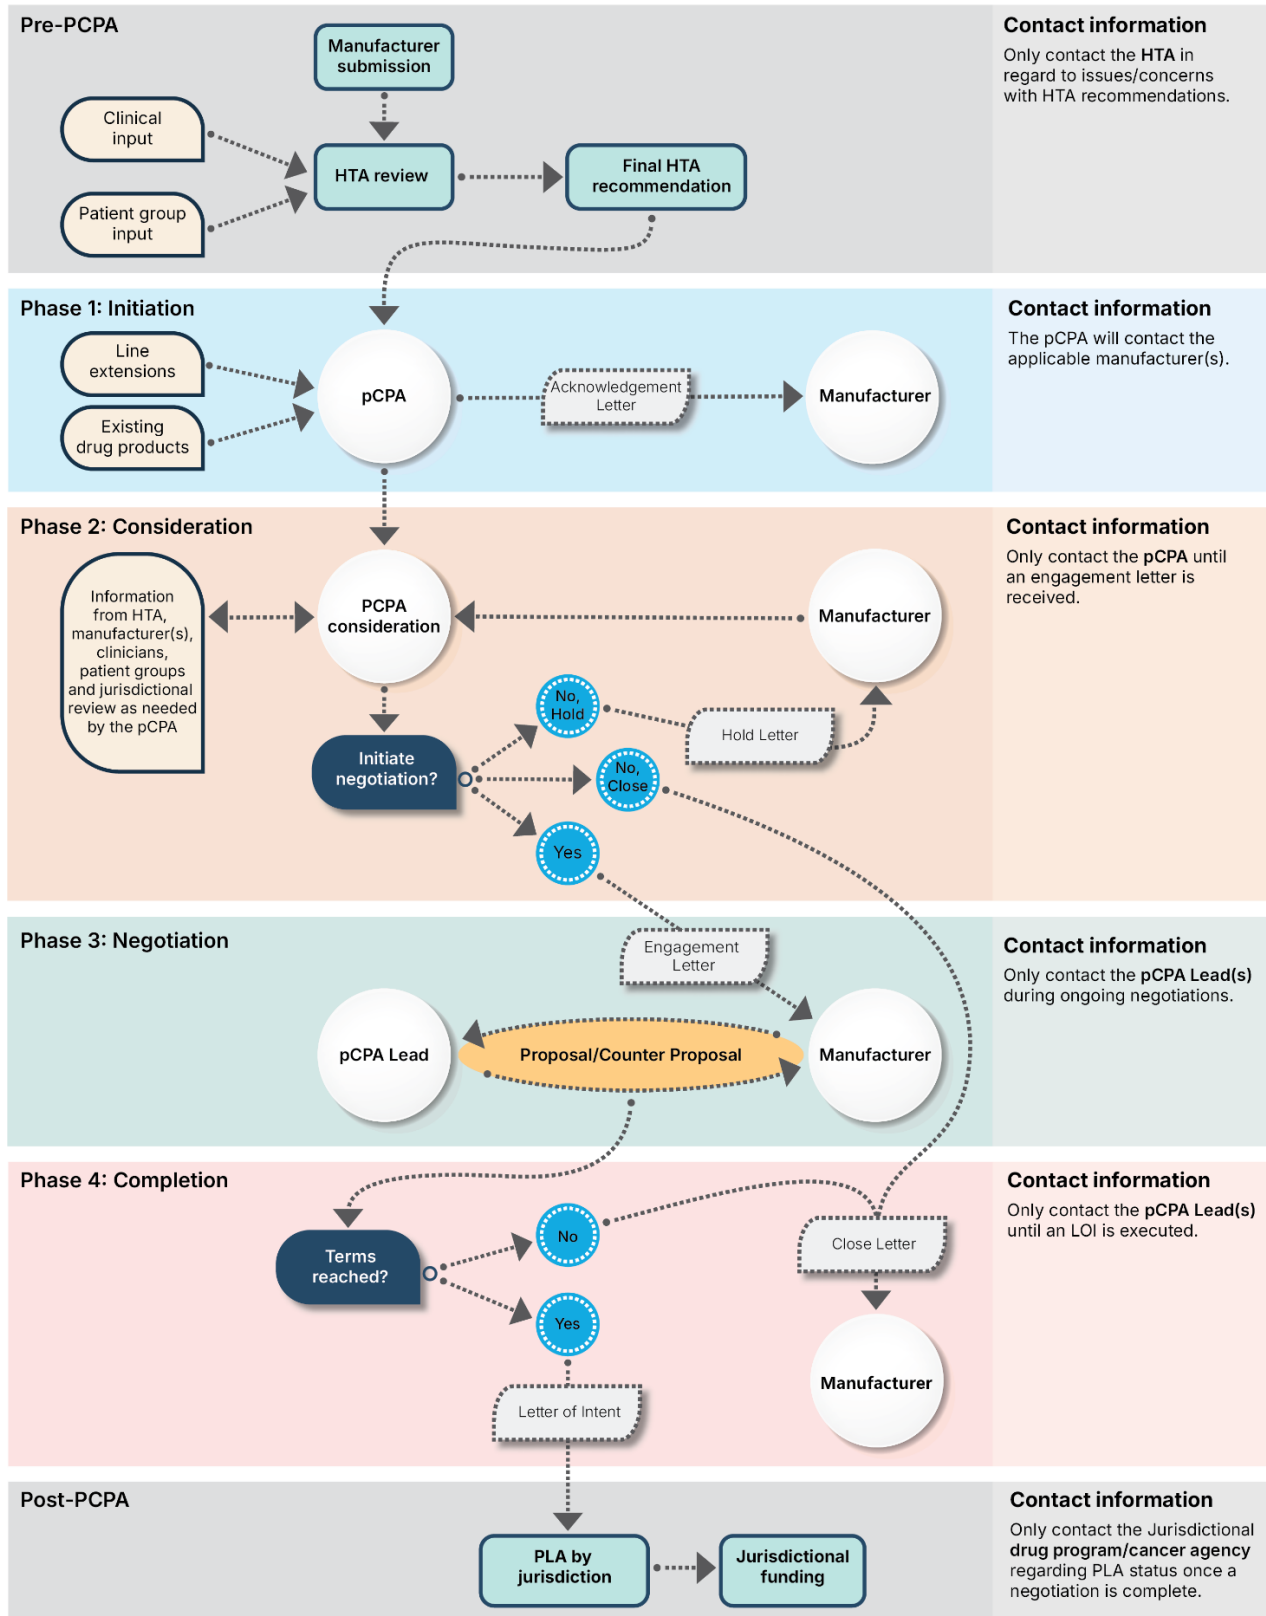 Pre-PCPA
Manufacturer
submission
Clinical
input
HTA review
Final HTA
recommendation
Patient group
input
Contact information
Only contact the HTA in
regard to issues/concerns
with HTA recommendations.
Phase 1: Initiation
Line
extensions
Existing
drug products
pCPA
Acknowledgement
Letter
Manufacturer
Contact information
The pCPA will contact the
applicable manufacturer(s).
Phase 2: Consideration
Information
from HTA,
manufacturer(s),
clinicians,
patient groups
and jurisdictional
review as needed
by the pCPA
PCPA
consideration
Manufacturer
No,
Hold
Hold Letter
Initiate
negotiation?
No,
Close
Yes
Contact information
Only contact the pCPA until
an engagement letter is
received.
Phase 3: Negotiation
Engagement
Letter
pCPA Lead
Proposal/Counter Proposal
Manufacturer
Contact information
Only contact the pCPA Lead(s)
during ongoing negotiations.
Phase 4: Completion
Terms
reached?
No
Close Letter
Yes
Manufacturer
Letter of Intent
Contact information
Only contact the pCPA Lead(s)
until an LOI is executed.
Post-PCPA
PLA by
jurisdiction
Jurisdictional
funding
Contact information
Only contact the Jurisdictional
drug program/cancer agency
regarding PLA status once a
negotiation is complete.